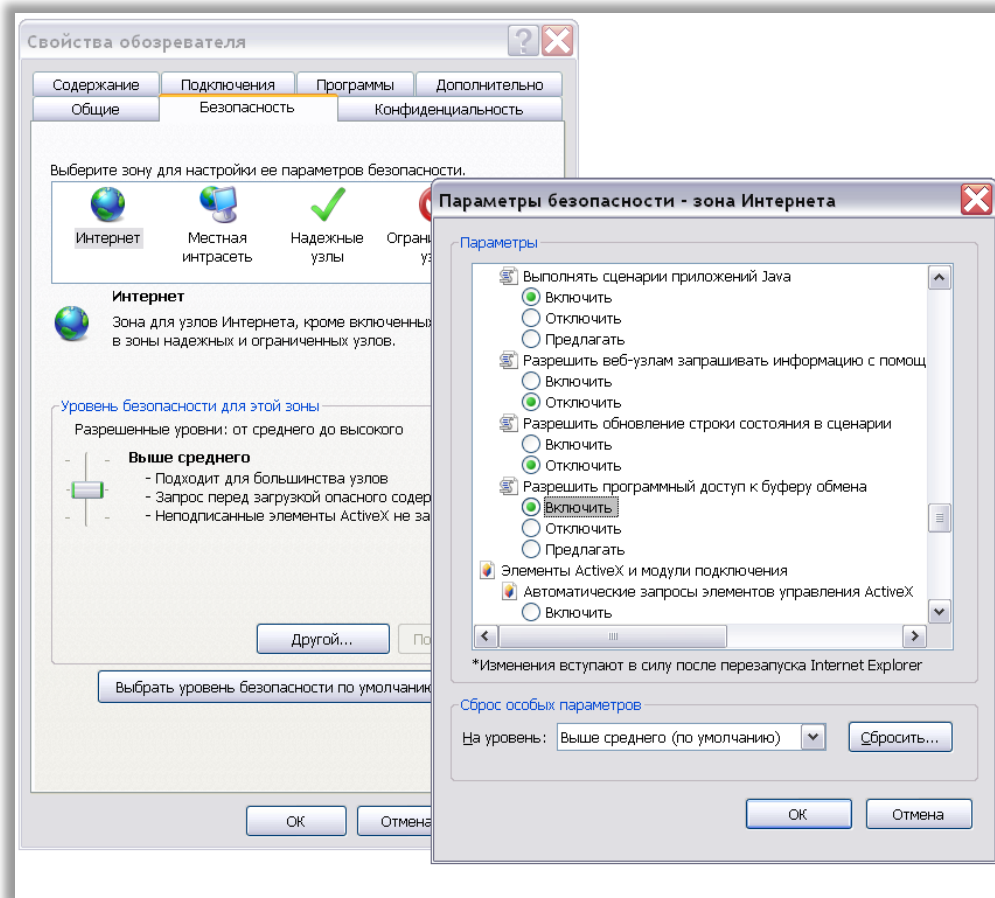 Свойства обозревателя
Содержание Подключения Программы Дополнительно
Общие Безопасность Конфиденциальность
Выберите зону для настройки ее параметров безопасности.
Интернет
Местная интрасеть
Надежные узлы
Интернет
Зона для узлов Интернета, кроме
в зоны надежных и ограниченных узлов.
Уровень безопасности для этой зоны
Разрешенные уровни: от среднего до высокого
Выше среднего
- Подходит для большинства узлов
- Запрос перед загрузкой опасного
- Неподписанные элементы ActiveX не
Другой...
Выбрать уровень безопасности по
ОК
Параметры безопасности - зона Интернета
Параметры
Выполнять сценарии приложений Java
Включить
Отключить
Предлагать
Разрешить веб-узлам запрашивать информацию с
Включить
Отключить
Разрешить обновление строки состояния в сценарии
Включить
Отключить
Разрешить программный доступ к буферу обмена
Включить
Отключить
Предлагать
Элементы ActiveX и модули подключения
Автоматические запросы элементов управления ActiveX
Включить
*Изменения вступают в силу после перезапуска Internet Explorer
Сброс особых параметров
На уровень: Выше среднего (по умолчанию) Сбросить...
ОК Отмена